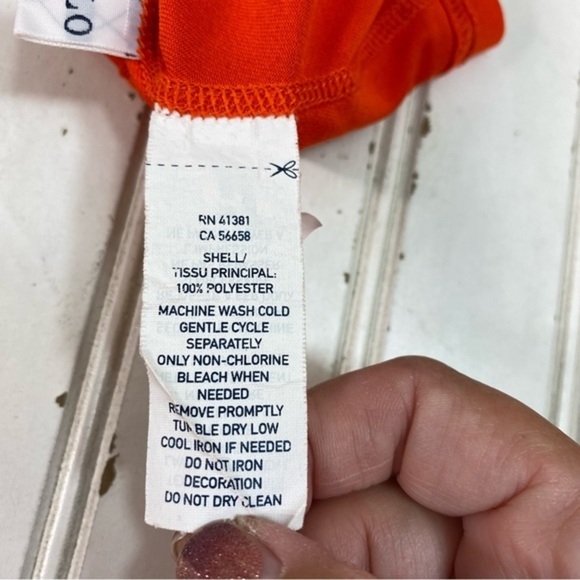 RN 41381
CA 56658
SHELL/
TISSU PRINCIPAL:
100% POLYESTER
MACHINE WASH COLD
GENTLE CYCLE
SEPARATELY
ONLY NON-CHLORINE
BLEACH WHEN
NEEDED
REMOVE PROMPTLY
TUMBLE DRY LOW
COOL IRON IF NEEDED
DO NOT IRON
DECORATION
DO NOT DRY CLEAN